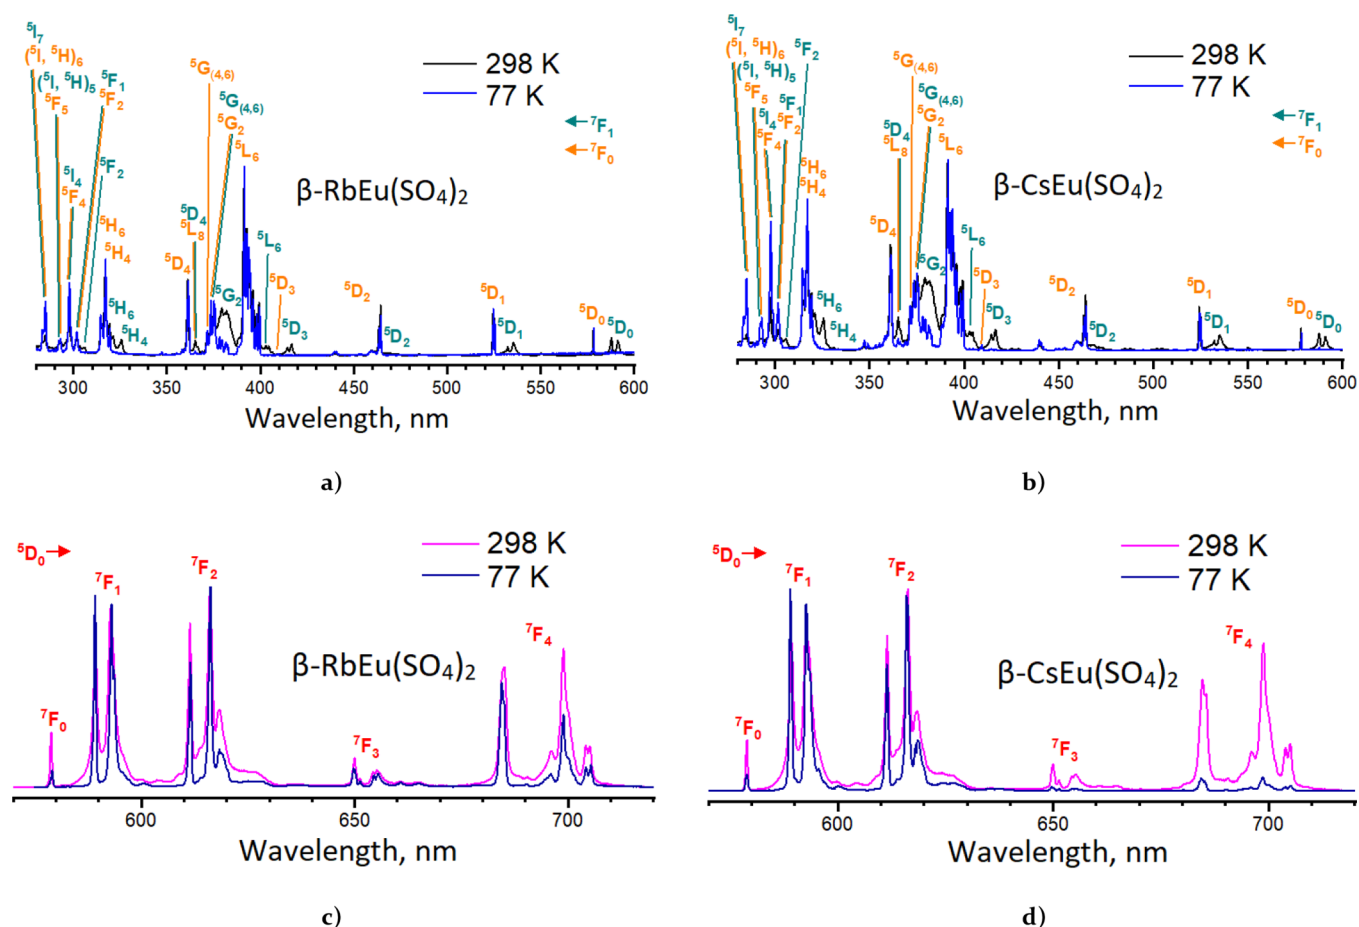 ⁵I₇
(⁵I, ⁵H)₆
(⁵I, ⁵H)₅ ⁵F₁
⁵F₅ ⁵F₂
⁵I₄
⁵F₄
⁵F₂
⁵H₆
⁵H₄
⁵H₆
⁵H₄
⁵G₍₄,₆₎
⁵G₍₄,₆₎
⁵G₂
⁵L₆
⁵D₄
⁵L₈
⁵D₄
⁵G₂
⁵L₆
⁵D₃
⁵D₃
⁵D₂
⁵D₂
⁵D₁
⁵D₁
⁵D₀
⁵D₀
298 K
77 K
←⁷F₁
←⁷F₀
β-RbEu(SO₄)₂
300 350 400 450 500 550 600
Wavelength, nm
a)
⁵I₇
(⁵I, ⁵H)₆
(⁵I, ⁵H)₅
⁵F₂
⁵F₅
⁵F₁
⁵I₄
⁵F₂
⁵F₄
⁵H₆
⁵H₄
⁵H₆
⁵H₄
⁵G₍₄,₆₎
⁵G₍₄,₆₎
⁵G₂
⁵L₆
⁵D₄
⁵L₈
⁵D₄
⁵G₂
⁵L₆
⁵D₃
⁵D₃
⁵D₂
⁵D₂
⁵D₁
⁵D₁
⁵D₀
⁵D₀
298 K
77 K
←⁷F₁
←⁷F₀
β-CsEu(SO₄)₂
300 350 400 450 500 550 600
Wavelength, nm
b)
⁵D₀→
298 K
77 K
⁷F₀
⁷F₁
⁷F₂
⁷F₃
⁷F₄
β-RbEu(SO₄)₂
600 650 700
Wavelength, nm
c)
⁵D₀→
298 K
77 K
⁷F₀
⁷F₁
⁷F₂
⁷F₃
⁷F₄
β-CsEu(SO₄)₂
600 650 700
Wavelength, nm
d)